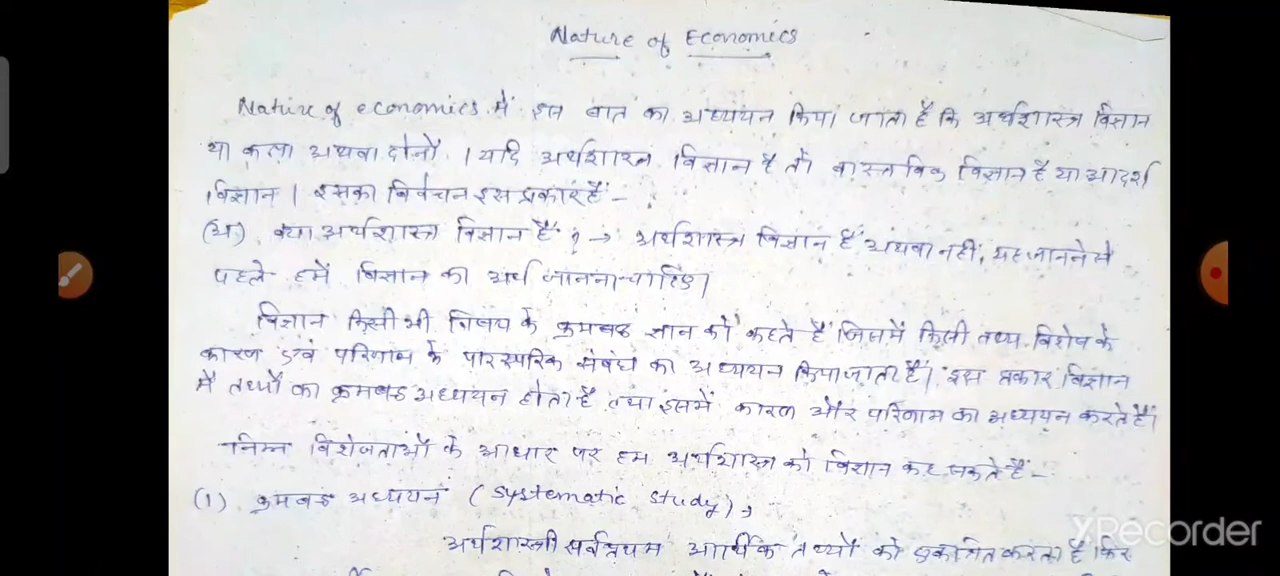 Nature of Economics
Nature of economics में इस बात का अध्ययन किया जाता है कि अर्थशास्त्र विज्ञान
या कला अथवा दोनों । यदि अर्थशास्त्र विज्ञान है तो वास्तविक विज्ञान है या आदर्श
विज्ञान । इसका विवेचन इस प्रकार है -
(अ) क्या अर्थशास्त्र विज्ञान है ? → अर्थशास्त्र विज्ञान है अथवा नहीं, यह जानने से
पहले हमें विज्ञान का अर्थ जानना चाहिए।
विज्ञान किसी भी विषय के क्रमबद्ध ज्ञान को कहते हैं जिसमें किसी तथ्य विशेष के
कारण एवं परिणाम के पारस्परिक संबंध का अध्ययन किया जाता है। इस प्रकार विज्ञान
में तथ्यों का क्रमबद्ध अध्ययन होता है तथा इसमें कारण और परिणाम का अध्ययन करते हैं।
निम्न विशेषताओं के आधार पर हम अर्थशास्त्र को विज्ञान कह सकते हैं -
(1) क्रमबद्ध अध्ययन (Systematic Study),
अर्थशास्त्री सर्वप्रथम आर्थिक तथ्यों को एकत्रित करता है फिर
XRecorder